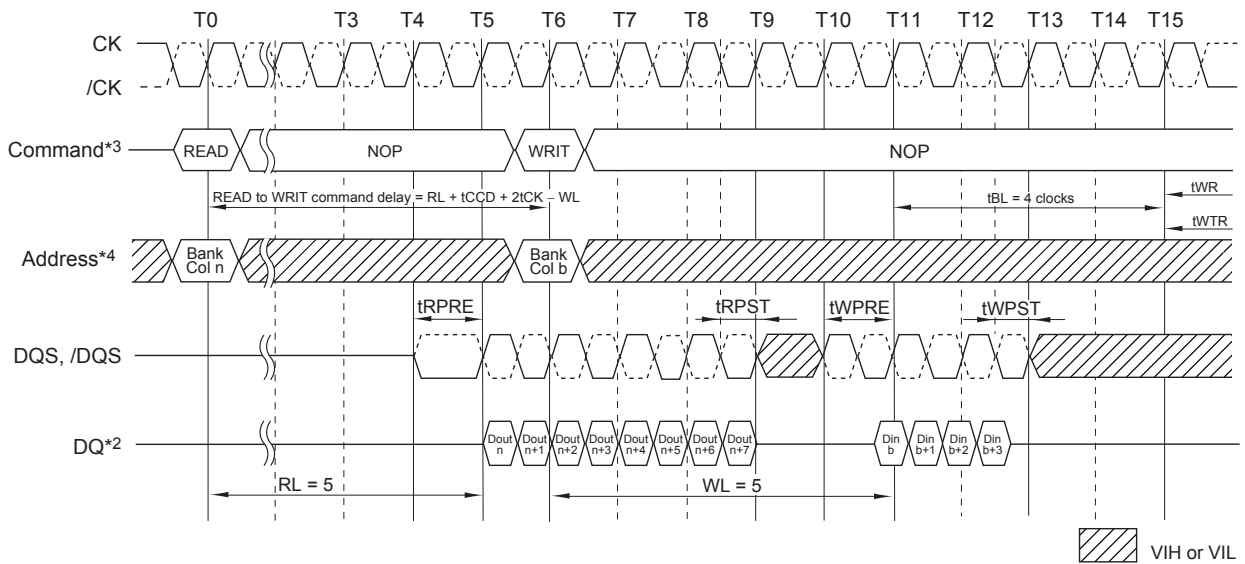 T0 T3 T4 T5 T6 T7 T8 T9 T10 T11 T12 T13 T14 T15
CK
/CK
Command*3 READ NOP WRIT NOP
READ to WRIT command delay = RL + tCCD + 2tCK – WL
tBL = 4 clocks
tWR
tWTR
Address*4
Bank
Col n
Bank
Col b
tRPRE tRPST tWPRE tWPST
DQS, /DQS
DQ*2
Dout
n
Dout
n+1
Dout
n+2
Dout
n+3
Dout
n+4
Dout
n+5
Dout
n+6
Dout
n+7
Din
b
Din
b+1
Din
b+2
Din
b+3
RL = 5 WL = 5
VIH or VIL